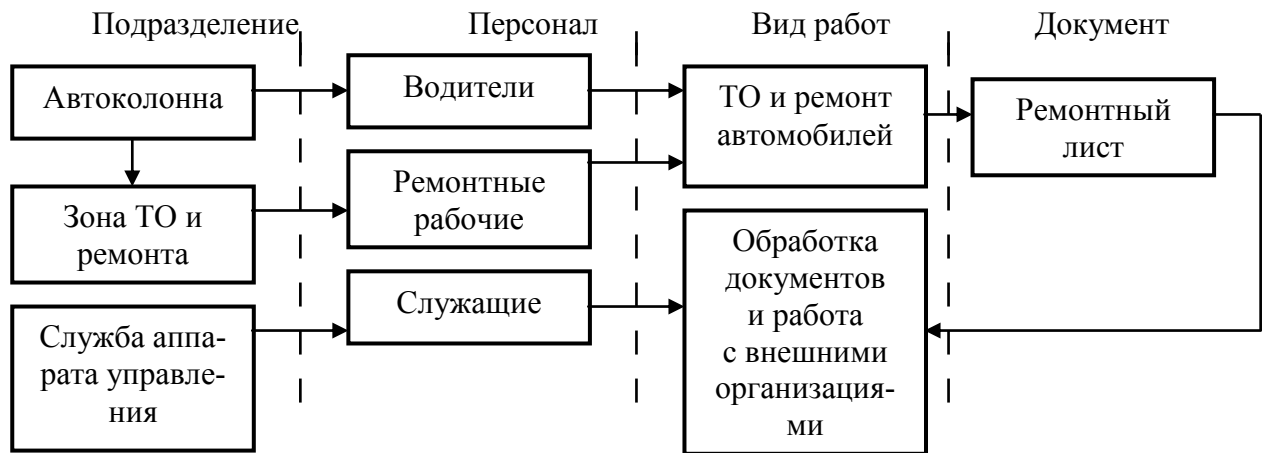 Подразделение
Персонал
Вид работ
Документ
Автоколонна
Водители
ТО и ремонт
автомобилей
Ремонтный
лист
Зона ТО и
ремонта
Ремонтные
рабочие
Служба аппа-
рата управле-
ния
Служащие
Обработка
документов
и работа
с внешними
организация-
ми